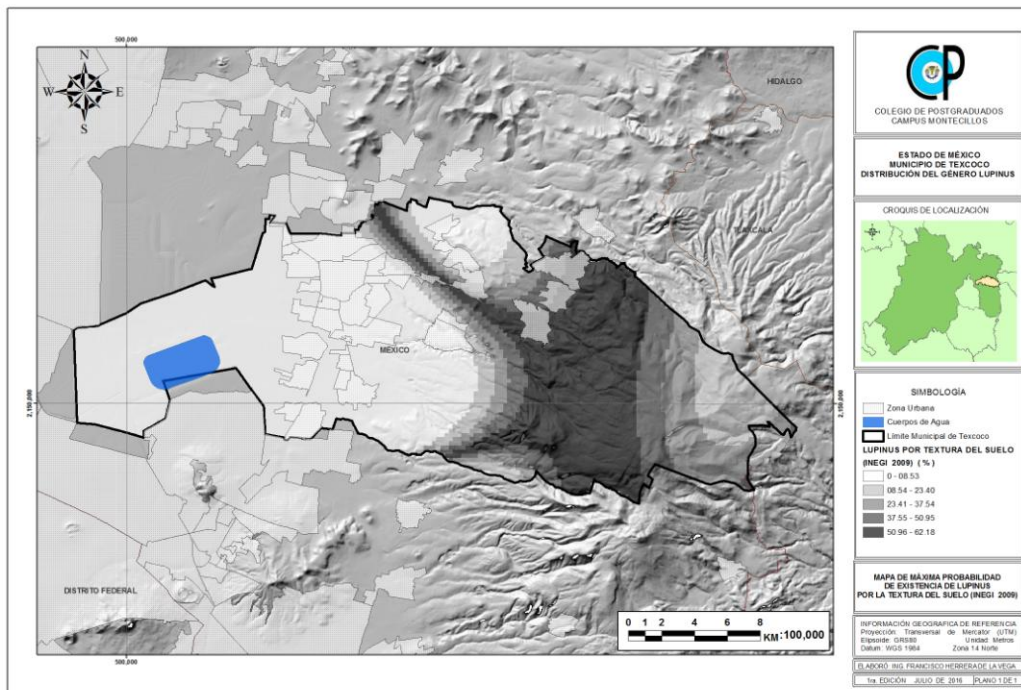 500,000
N
W E
S
HIDALGO
TLAXCALA
MÉXICO
2,150,000
2,150,000
DISTRITO FEDERAL
0 1 2 4 6 8
KM:100,000
500,000
CP
COLEGIO DE POSTGRADUADOS
CAMPUS MONTECILLOS
ESTADO DE MÉXICO
MUNICIPIO DE TEXCOCO
DISTRIBUCIÓN DEL GÉNERO LUPINUS
CROQUIS DE LOCALIZACIÓN
SIMBOLOGÍA
Zona Urbana
Cuerpos de Agua
Límite Municipal de Texcoco
LUPINUS POR TEXTURA DEL SUELO
(INEGI 2009) (%)
0 - 08.53
08.54 - 23.40
23.41 - 37.54
37.55 - 50.95
50.96 - 62.18
MAPA DE MÁXIMA PROBABILIDAD
DE EXISTENCIA DE LUPINUS
POR LA TEXTURA DEL SUELO (INEGI 2009)
INFORMACIÓN GEOGRAFICA DE REFERENCIA
Proyección: Transversal de Mercator (UTM)
Elipsoide: GRS80 Unidad: Metros
Datum: WGS 1984 Zona 14 Norte
ELABORÓ: ING. FRANCISCO HERRERA DE LA VEGA
1ra. EDICIÓN JULIO DE 2016 PLANO 1 DE 1